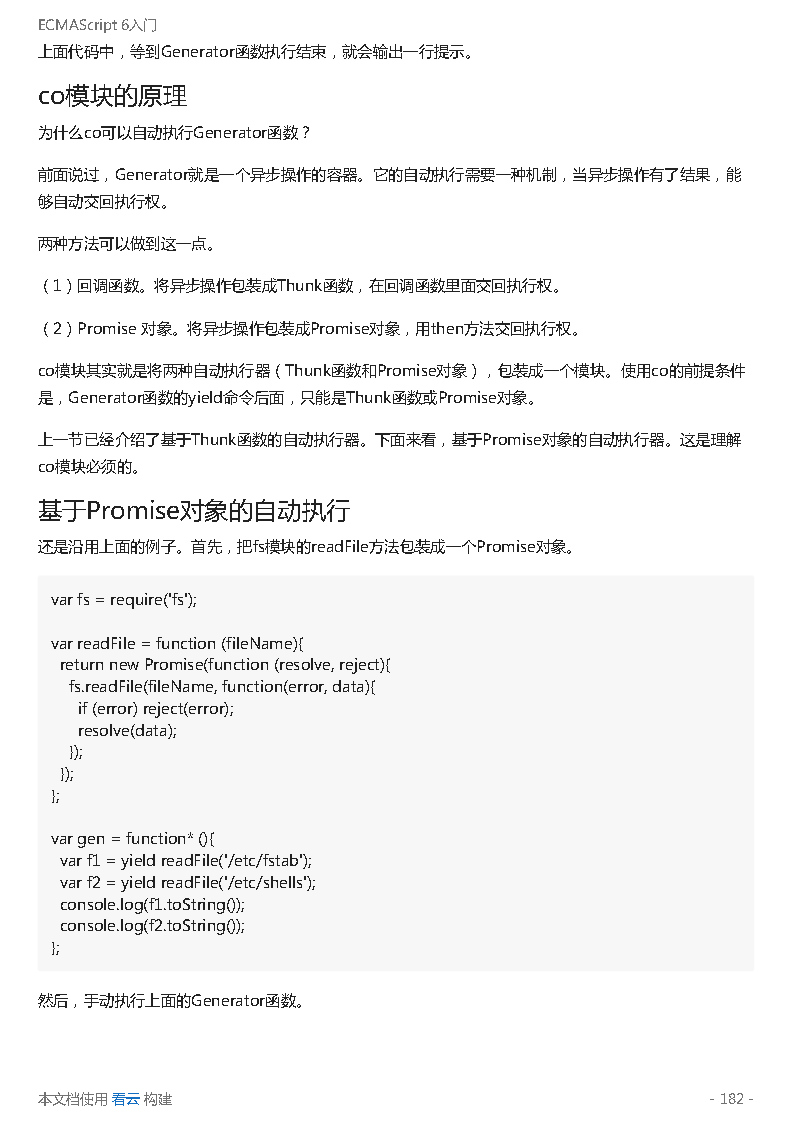 ECMAScript 6入门
上面代码中，等到Generator函数执行结束，就会输出一行提示。
co模块的原理
为什么co可以自动执行Generator函数？
前面说过，Generator就是一个异步操作的容器。它的自动执行需要一种机制，当异步操作有了结果，能
够自动交回执行权。
两种方法可以做到这一点。
（1）回调函数。将异步操作包装成Thunk函数，在回调函数里面交回执行权。
（2）Promise 对象。将异步操作包装成Promise对象，用then方法交回执行权。
co模块其实就是将两种自动执行器（Thunk函数和Promise对象），包装成一个模块。使用co的前提条件
是，Generator函数的yield命令后面，只能是Thunk函数或Promise对象。
上一节已经介绍了基于Thunk函数的自动执行器。下面来看，基于Promise对象的自动执行器。这是理解
co模块必须的。
基于Promise对象的自动执行
还是沿用上面的例子。首先，把fs模块的readFile方法包装成一个Promise对象。
var fs = require('fs');
var readFile = function (fileName){
  return new Promise(function (resolve, reject){
    fs.readFile(fileName, function(error, data){
      if (error) reject(error);
      resolve(data);
    });
  });
};
var gen = function* (){
  var f1 = yield readFile('/etc/fstab');
  var f2 = yield readFile('/etc/shells');
  console.log(f1.toString());
  console.log(f2.toString());
};
然后，手动执行上面的Generator函数。
本文档使用 看云 构建
- 182 -